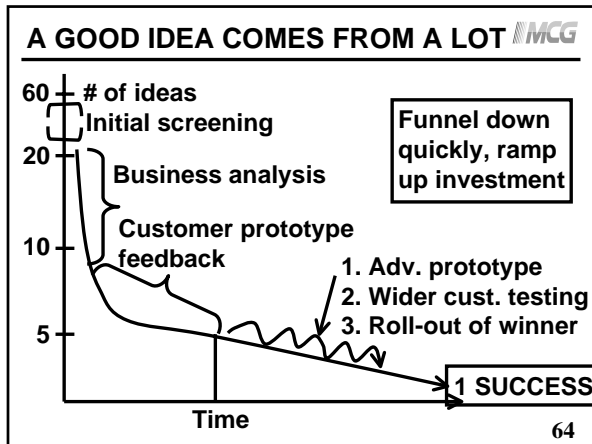 A GOOD IDEA COMES FROM A LOT MCG
60 # of ideas
Initial screening
20
Business analysis
Funnel down
quickly, ramp
up investment
10
Customer prototype
feedback
1. Adv. prototype
2. Wider cust. testing
3. Roll-out of winner
5
1 SUCCESS
Time
64